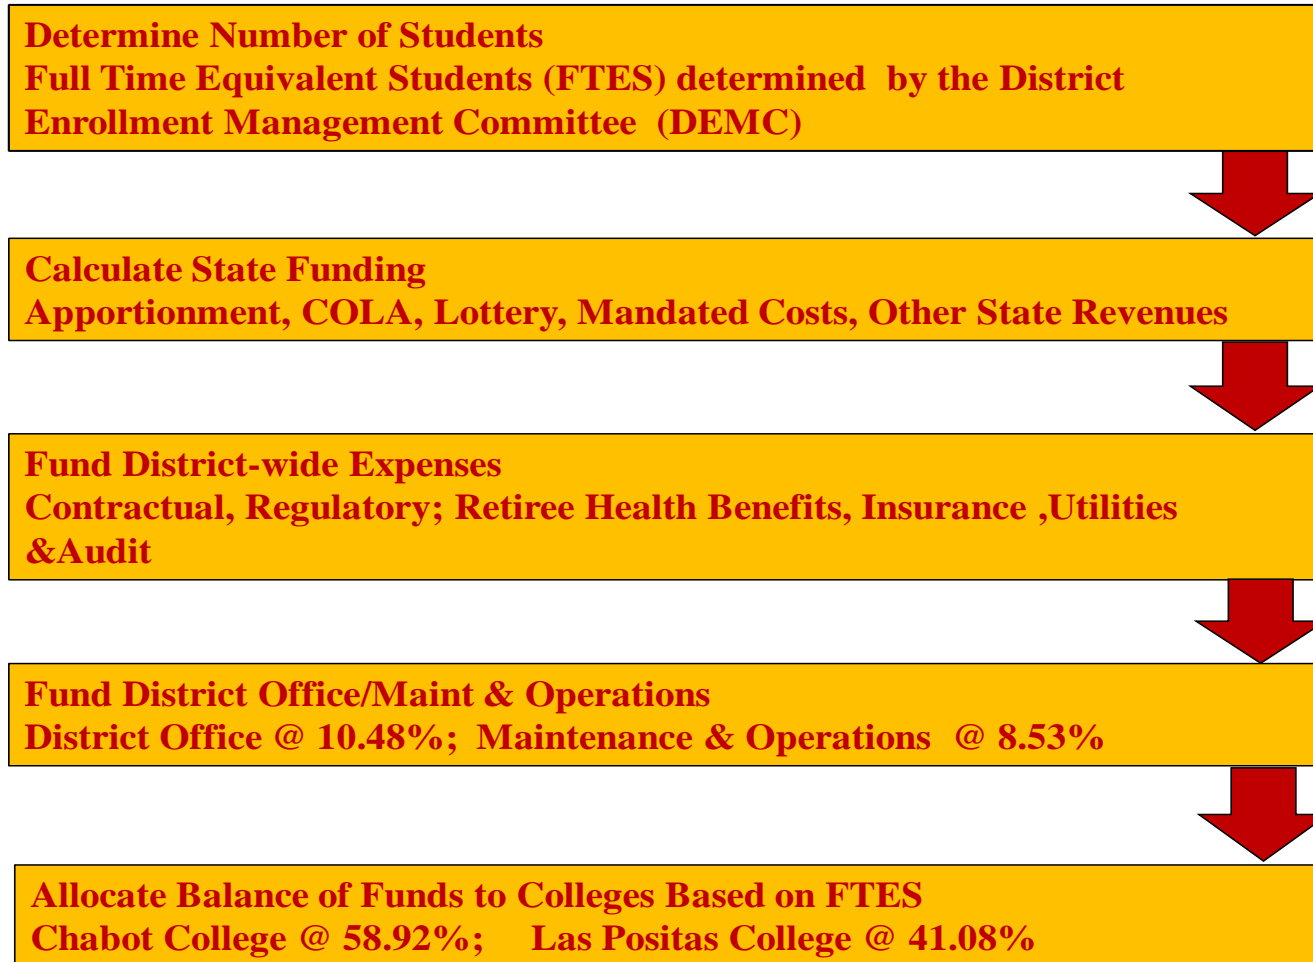 Determine Number of Students
Full Time Equivalent Students (FTES) determined  by the District
Enrollment Management Committee  (DEMC)
Calculate State Funding
Apportionment, COLA, Lottery, Mandated Costs, Other State Revenues
Fund District-wide Expenses
Contractual, Regulatory; Retiree Health Benefits, Insurance ,Utilities
&Audit
Fund District Office/Maint & Operations
District Office @ 10.48%;  Maintenance & Operations  @ 8.53%
Allocate Balance of Funds to Colleges Based on FTES
Chabot College @ 58.92%;    Las Positas College @ 41.08%